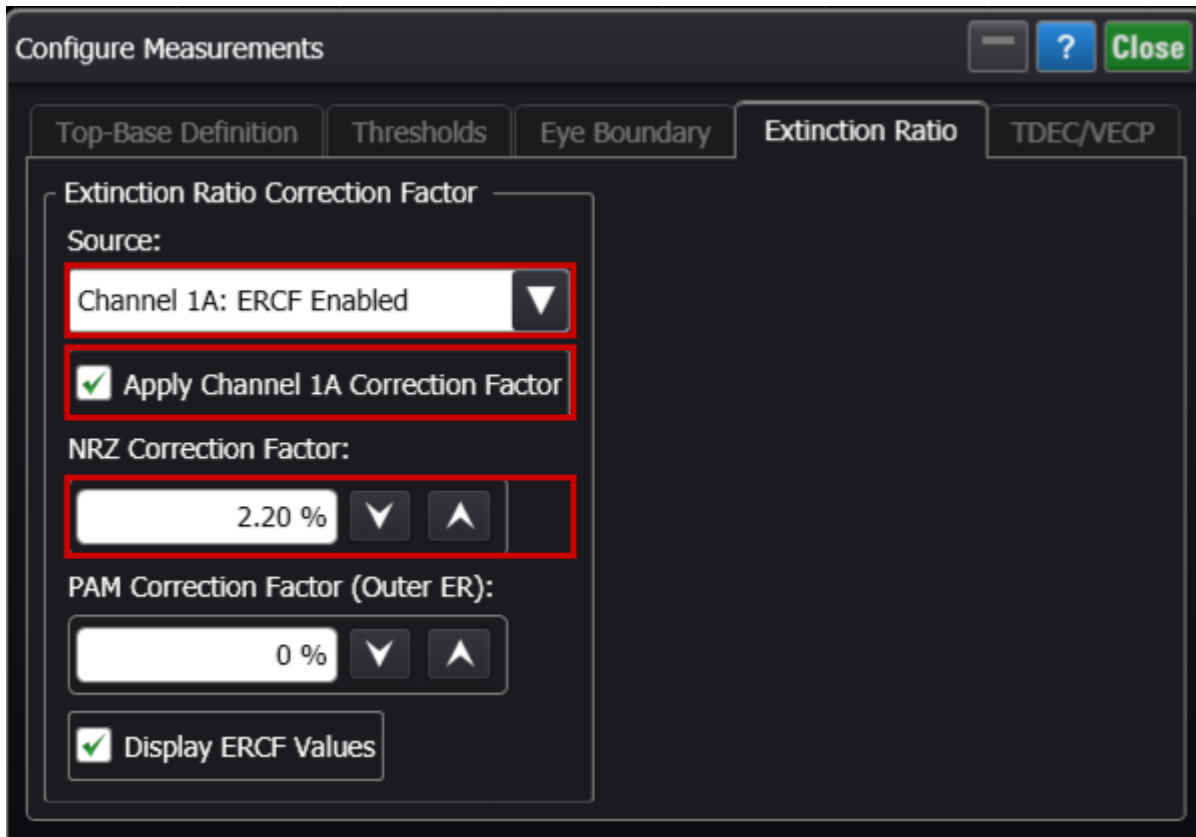 Configure Measurements
? Close
Top-Base Definition Thresholds Eye Boundary Extinction Ratio TDEC/VECP
Extinction Ratio Correction Factor
Source:
Channel 1A: ERCF Enabled
Apply Channel 1A Correction Factor
NRZ Correction Factor:
2.20 %
PAM Correction Factor (Outer ER):
0 %
Display ERCF Values